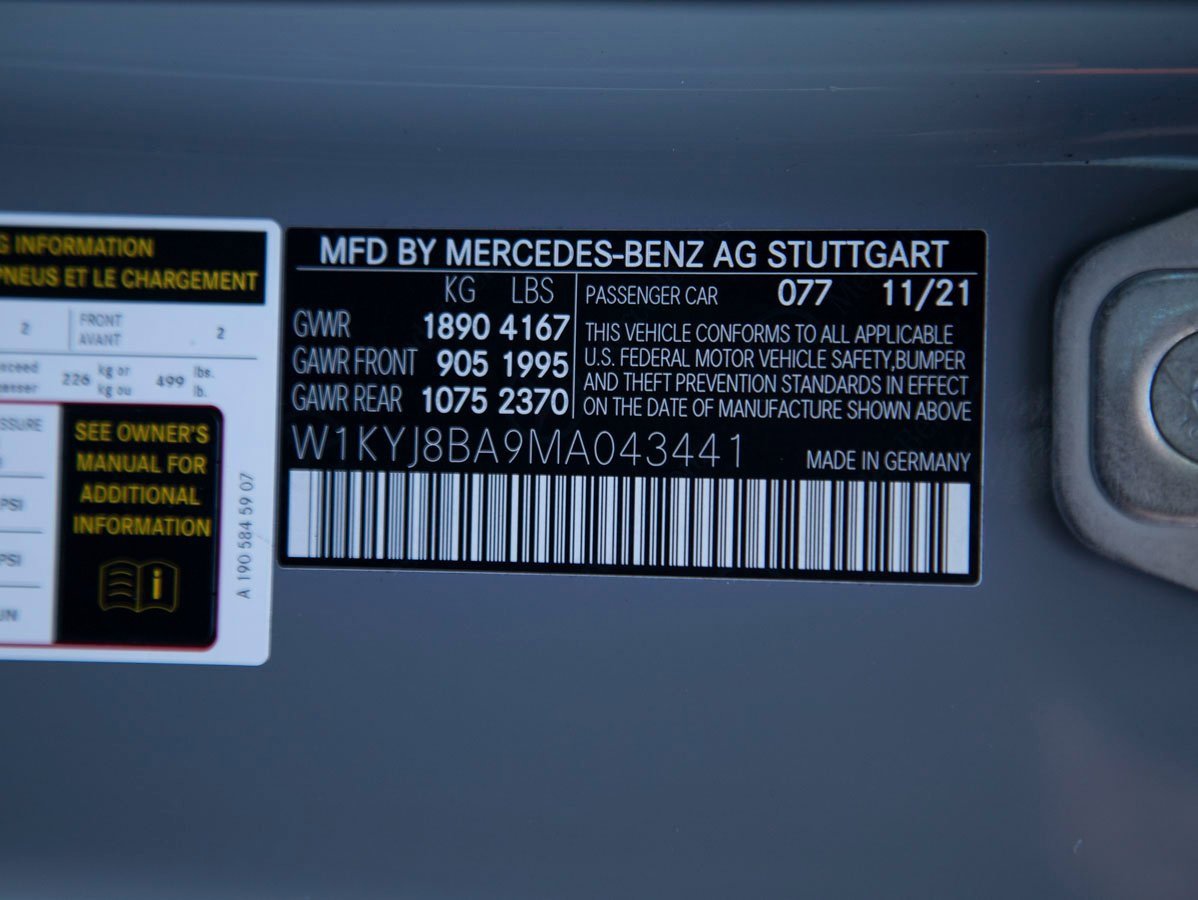 G INFORMATION
PNEUS ET LE CHARGEMENT
2 FRONT 2
AVANT
226 kg or 499 lbs.
kg ou lb.
SEE OWNER'S
MANUAL FOR
ADDITIONAL
INFORMATION
PSI
PSI
A 190 584 59 07
MFD BY MERCEDES-BENZ AG STUTTGART
KG LBS
GVWR 1890 4167
GAWR FRONT 905 1995
GAWR REAR 1075 2370
PASSENGER CAR 077 11/21
THIS VEHICLE CONFORMS TO ALL APPLICABLE
U.S. FEDERAL MOTOR VEHICLE SAFETY,BUMPER
AND THEFT PREVENTION STANDARDS IN EFFECT
ON THE DATE OF MANUFACTURE SHOWN ABOVE
W1KYJ8BA9MA043441
MADE IN GERMANY